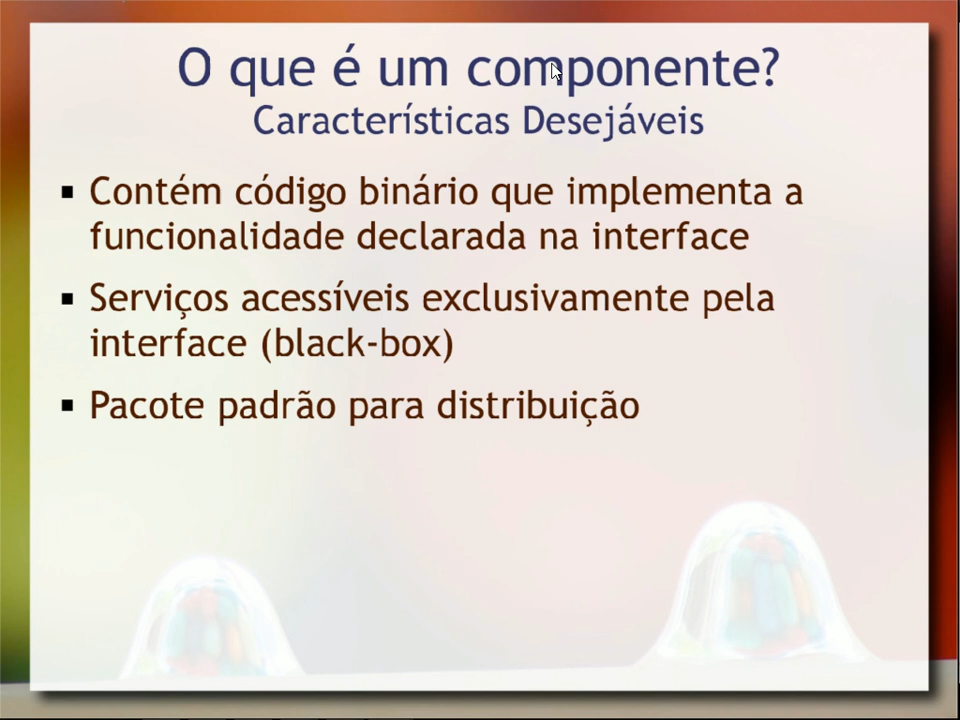 O que é um componente?
Características Desejáveis
▪ Contém código binário que implementa a
funcionalidade declarada na interface
▪ Serviços acessíveis exclusivamente pela
interface (black-box)
▪ Pacote padrão para distribuição